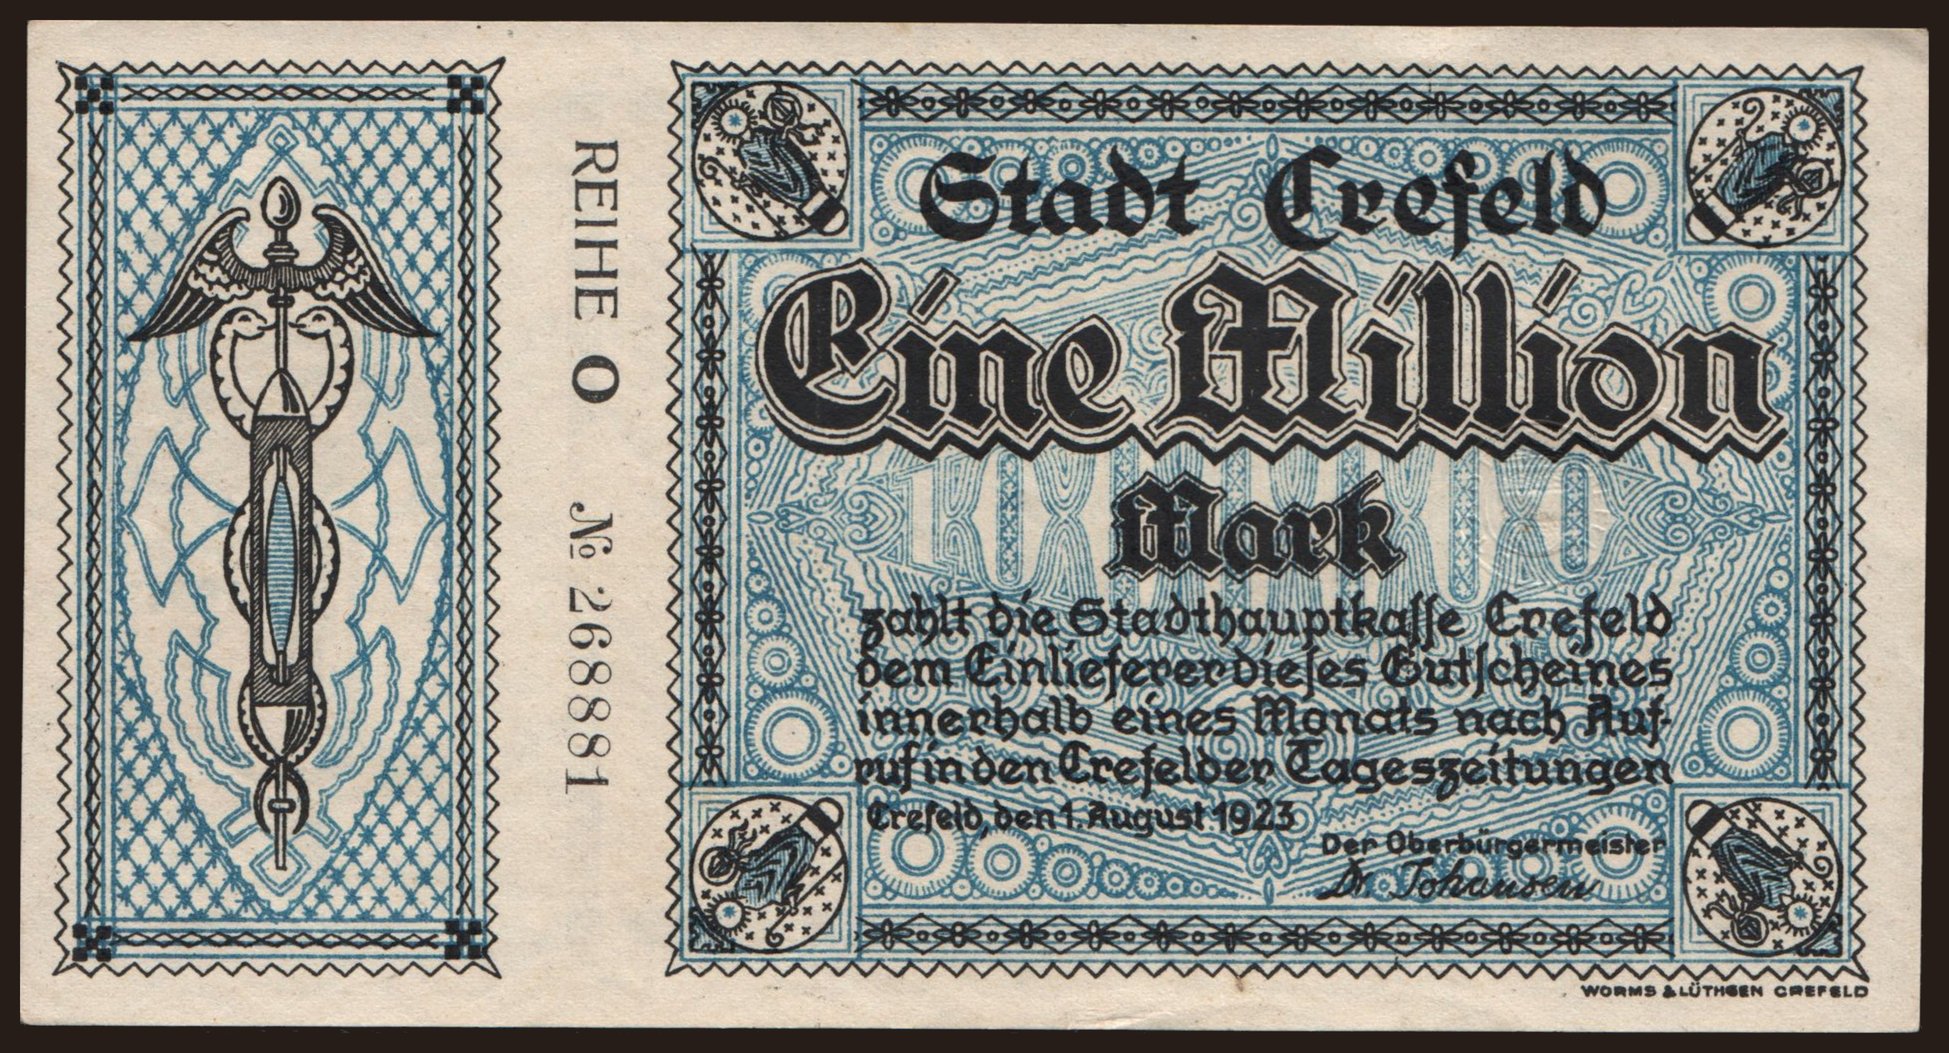 REIHE O № 268881
Stadt Crefeld
Eine Million
Mark
1000000
zahlt die Stadthauptkasse Crefeld
dem Einlieferer dieses Gutscheines
innerhalb eines Monats nach Auf-
ruf in den Crefelder Tageszeitungen
Crefeld, den 1. August 1923
Der Oberbürgermeister
Dr. Johansen
WORMS & LÜTHGEN CREFELD